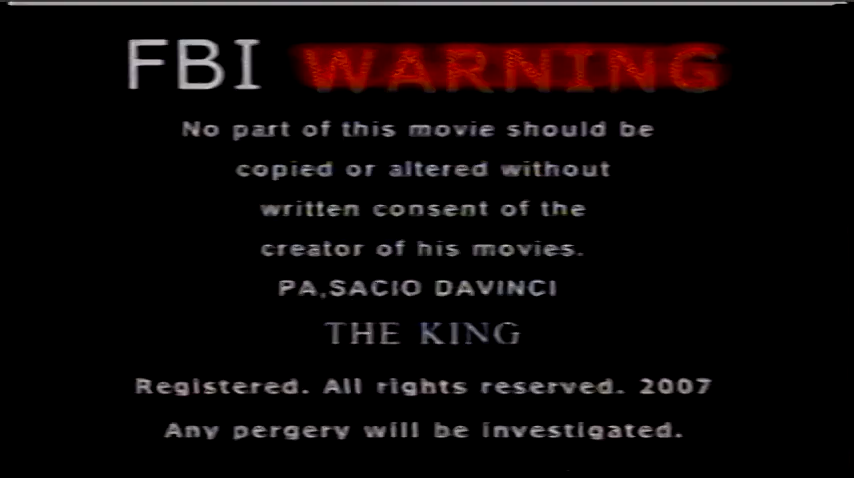 FBI WARNING
No part of this movie should be
copied or altered without
written consent of the
creator of his movies.
PA,SACIO DAVINCI
THE KING
Registered. All rights reserved. 2007
Any pergery will be investigated.